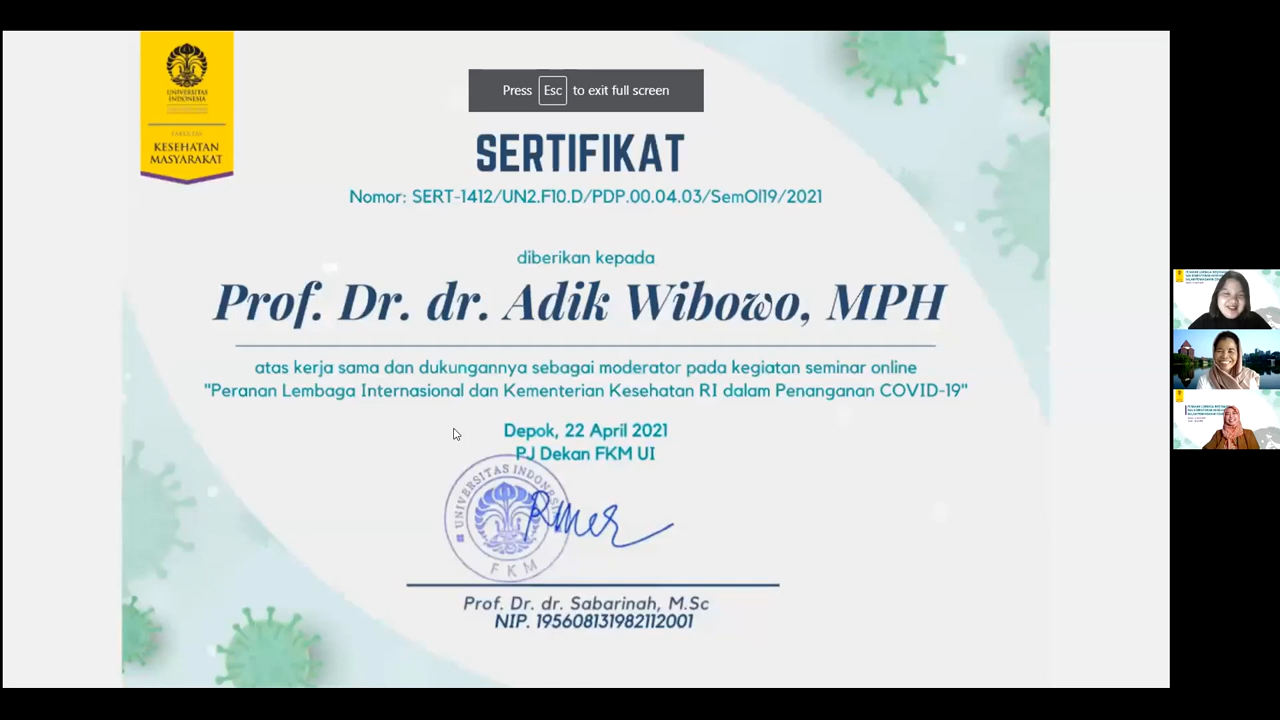 UNIVERSITAS
INDONESIA
FAKULTAS
KESEHATAN
MASYARAKAT
Press Esc to exit full screen
SERTIFIKAT
Nomor: SERT-1412/UN2.F10.D/PDP.00.04.03/SemOl19/2021
diberikan kepada
Prof. Dr. dr. Adik Wibowo, MPH
atas kerja sama dan dukungannya sebagai moderator pada kegiatan seminar online
"Peranan Lembaga Internasional dan Kementerian Kesehatan RI dalam Penanganan COVID-19"
Depok, 22 April 2021
PJ Dekan FKM UI
UNIVERSITAS INDONESIA
FKM
Prof. Dr. dr. Sabarinah, M.Sc
NIP. 195608131982112001